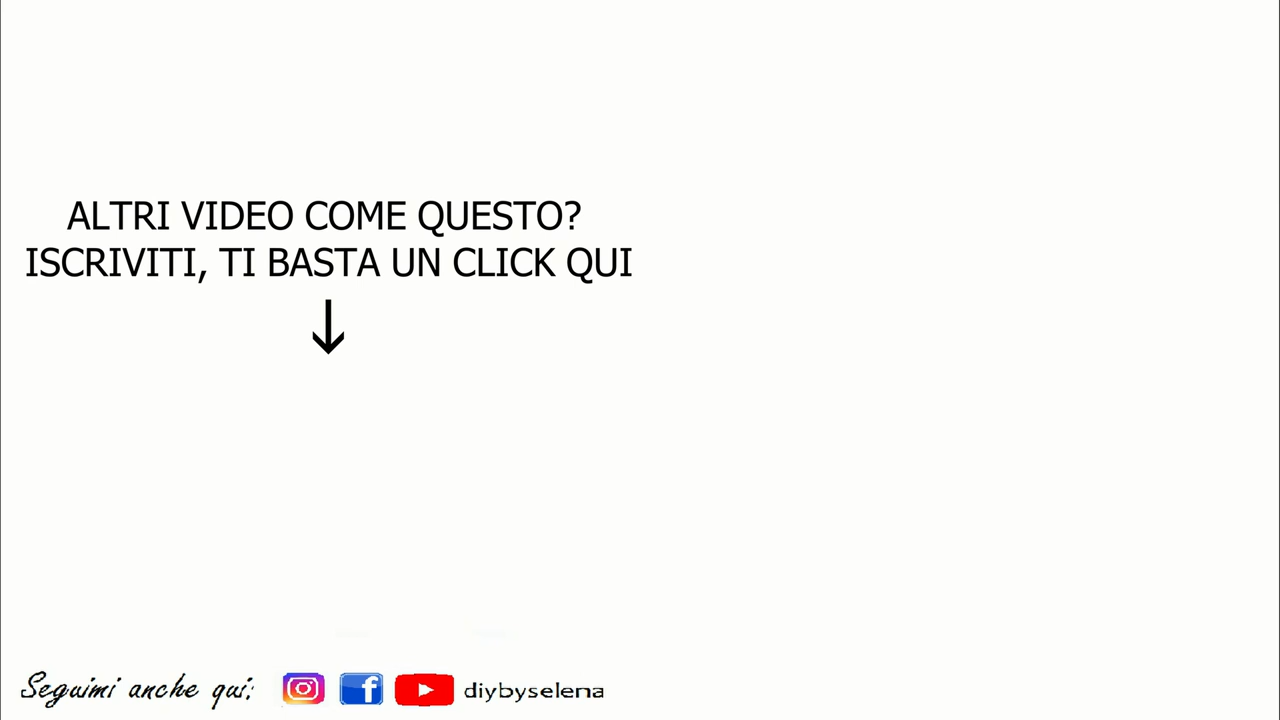 ALTRI VIDEO COME QUESTO?
ISCRIVITI, TI BASTA UN CLICK QUI
Seguimi anche qui: diybyselena